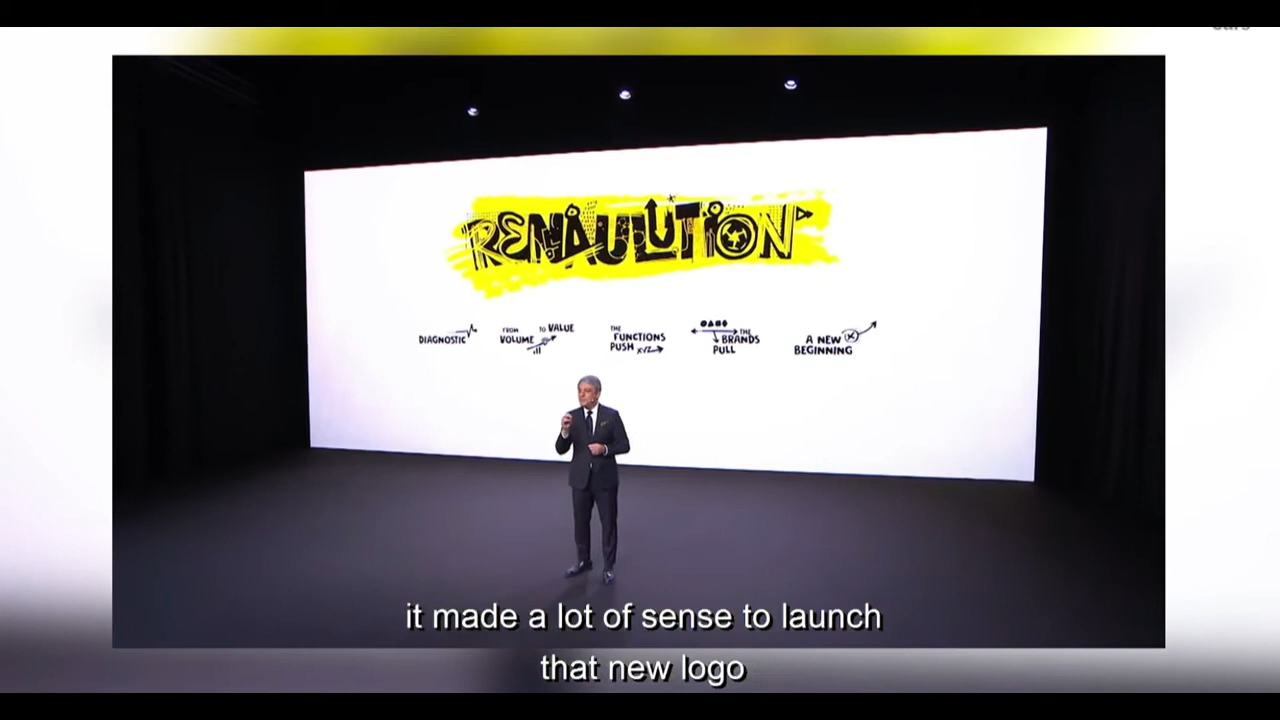 RENAULUTION
DIAGNOSTIC
FROM VOLUME TO VALUE
THE FUNCTIONS PUSH XYZ
THE BRANDS PULL
A NEW BEGINNING
it made a lot of sense to launch
that new logo